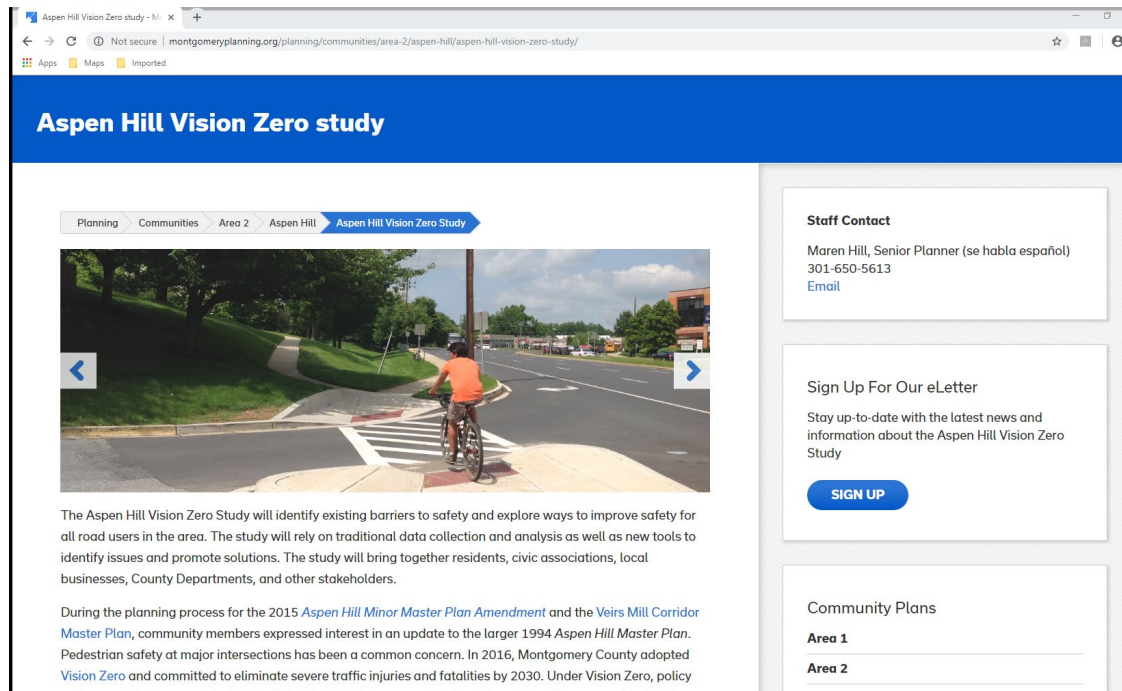 Aspen Hill Vision Zero study - M
Not secure | montgomeryplanning.org/planning/communities/area-2/aspen-hill/aspen-hill-vision-zero-study/
Apps Maps Imported
Aspen Hill Vision Zero study
Planning Communities Area 2 Aspen Hill Aspen Hill Vision Zero Study
The Aspen Hill Vision Zero Study will identify existing barriers to safety and explore ways to improve safety for
all road users in the area. The study will rely on traditional data collection and analysis as well as new tools to
identify issues and promote solutions. The study will bring together residents, civic associations, local
businesses, County Departments, and other stakeholders.
During the planning process for the 2015 Aspen Hill Minor Master Plan Amendment and the Veirs Mill Corridor
Master Plan, community members expressed interest in an update to the larger 1994 Aspen Hill Master Plan.
Pedestrian safety at major intersections has been a common concern. In 2016, Montgomery County adopted
Vision Zero and committed to eliminate severe traffic injuries and fatalities by 2030. Under Vision Zero, policy
Staff Contact
Maren Hill, Senior Planner (se habla español)
301-650-5613
Email
Sign Up For Our eLetter
Stay up-to-date with the latest news and
information about the Aspen Hill Vision Zero
Study
SIGN UP
Community Plans
Area 1
Area 2